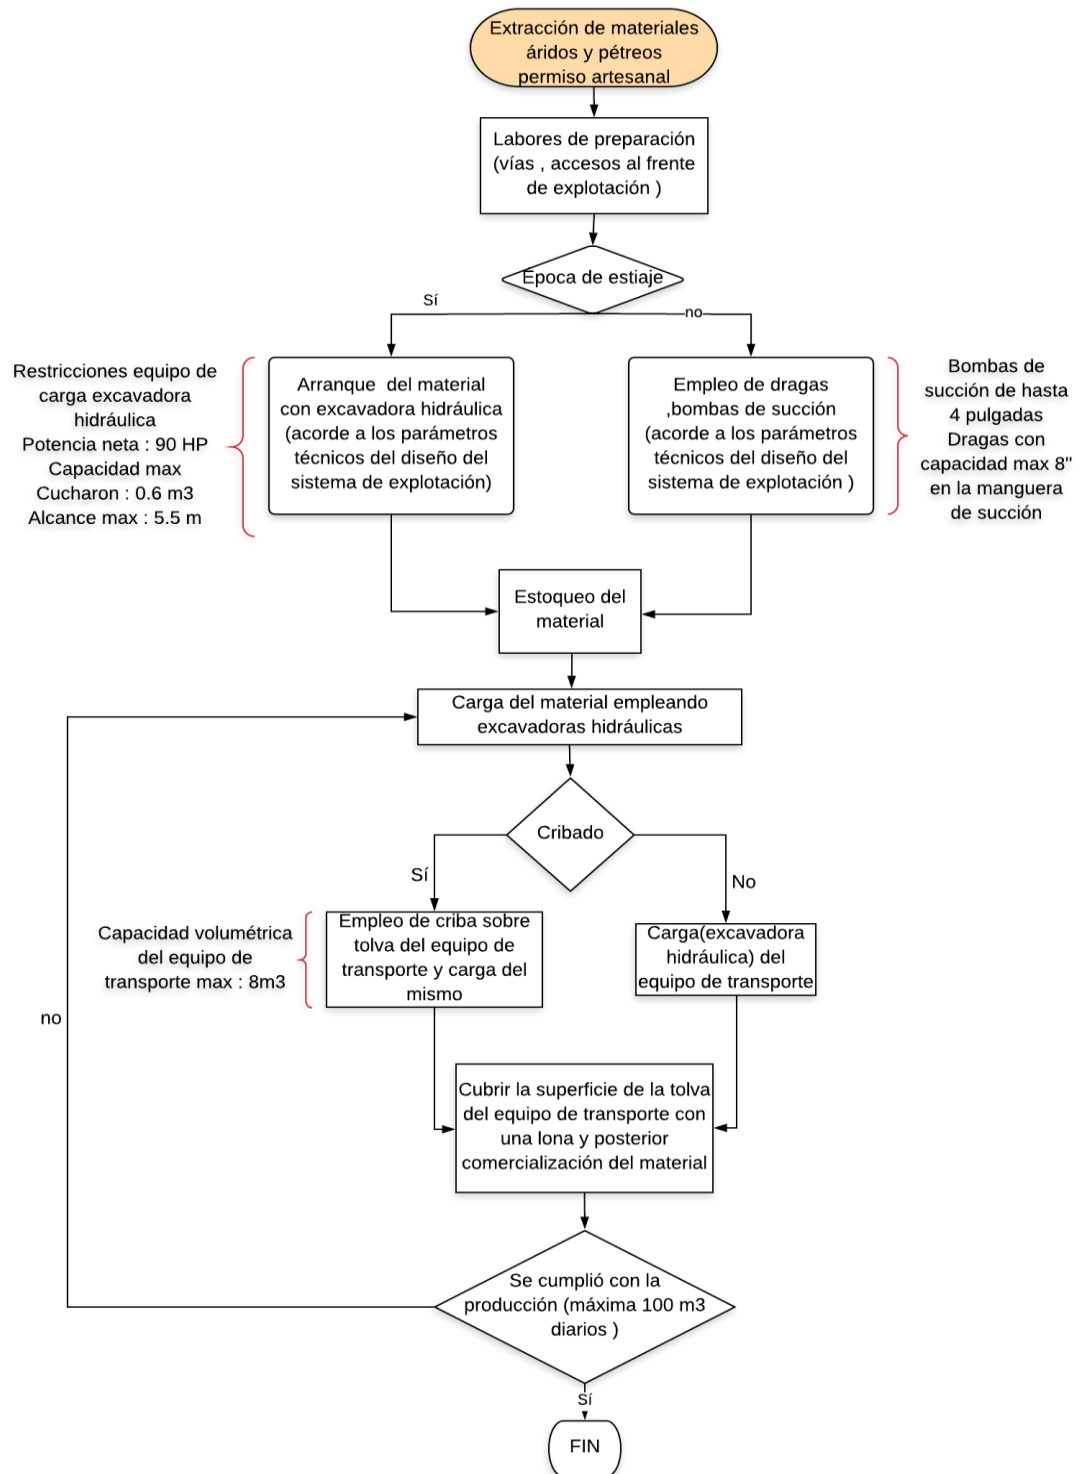 Extracción de materiales
áridos y pétreos
permiso artesanal
Labores de preparación
(vías , accesos al frente
de explotación )
Época de estiaje
Sí
no
Restricciones equipo de
carga excavadora
hidráulica
Potencia neta : 90 HP
Capacidad max
Cucharon : 0.6 m3
Alcance max : 5.5 m
Arranque del material
con excavadora hidráulica
(acorde a los parámetros
técnicos del diseño del
sistema de explotación)
Empleo de dragas
,bombas de succión
(acorde a los parámetros
técnicos del diseño del
sistema de explotación )
Bombas de
succión de hasta
4 pulgadas
Dragas con
capacidad max 8"
en la manguera
de succión
Estoqueo del
material
Carga del material empleando
excavadoras hidráulicas
Cribado
Sí
No
Capacidad volumétrica
del equipo de
transporte max : 8m3
Empleo de criba sobre
tolva del equipo de
transporte y carga del
mismo
Carga(excavadora
hidráulica) del
equipo de transporte
no
Cubrir la superficie de la tolva
del equipo de transporte con
una lona y posterior
comercialización del material
Se cumplió con la
producción (máxima 100 m3
diarios )
Sí
FIN